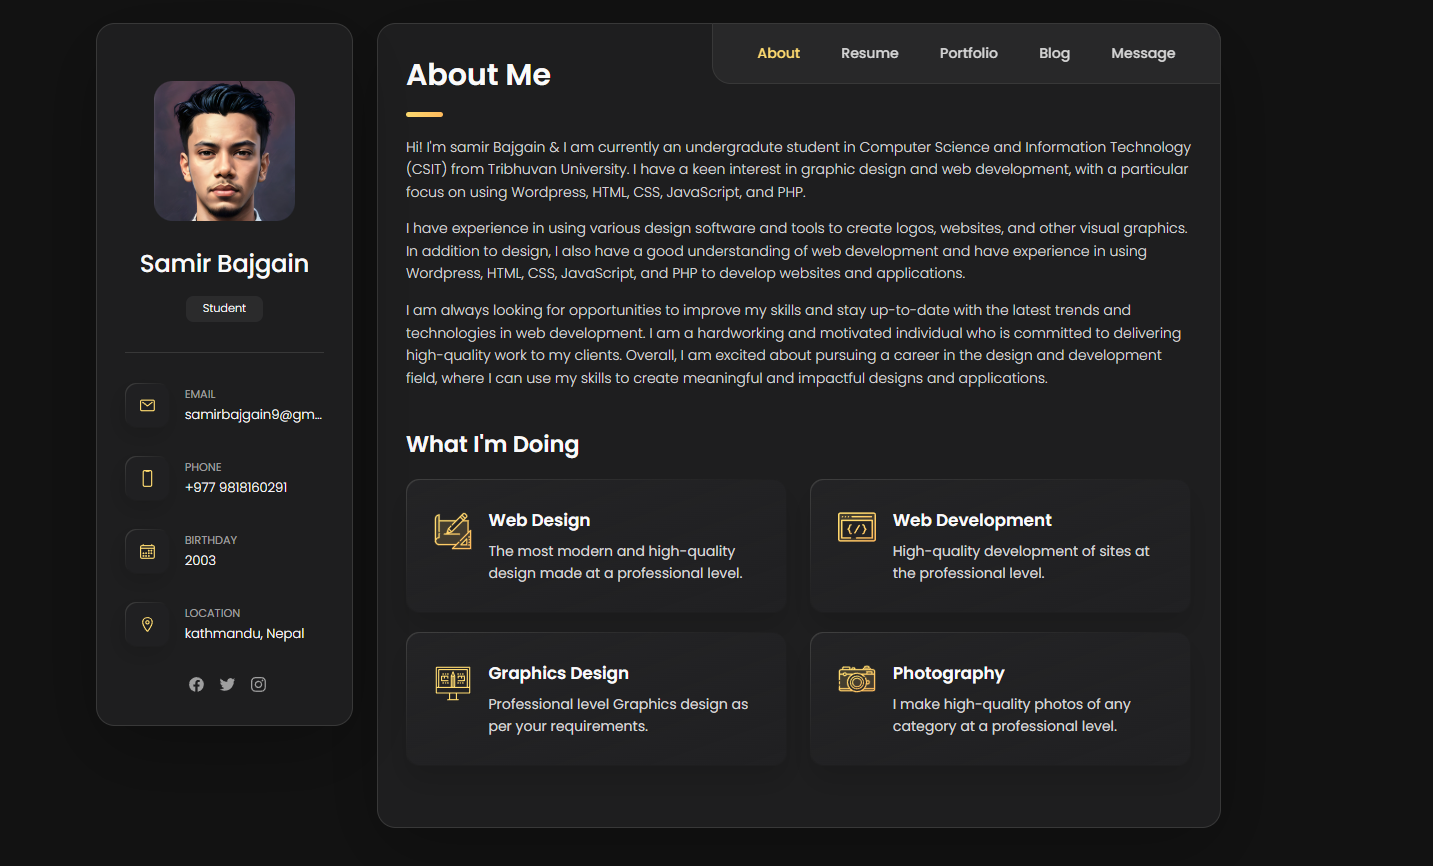 Samir Bajgain
Student
EMAIL
samirbajgain9@gm...
PHONE
+977 9818160291
BIRTHDAY
2003
LOCATION
kathmandu, Nepal
About Resume Portfolio Blog Message
About Me
Hi! I'm samir Bajgain & I am currently an undergradute student in Computer Science and Information Technology
(CSIT) from Tribhuvan University. I have a keen interest in graphic design and web development, with a particular
focus on using Wordpress, HTML, CSS, JavaScript, and PHP.
I have experience in using various design software and tools to create logos, websites, and other visual graphics.
In addition to design, I also have a good understanding of web development and have experience in using
Wordpress, HTML, CSS, JavaScript, and PHP to develop websites and applications.
I am always looking for opportunities to improve my skills and stay up-to-date with the latest trends and
technologies in web development. I am a hardworking and motivated individual who is committed to delivering
high-quality work to my clients. Overall, I am excited about pursuing a career in the design and development
field, where I can use my skills to create meaningful and impactful designs and applications.
What I'm Doing
Web Design
The most modern and high-quality
design made at a professional level.
Web Development
High-quality development of sites at
the professional level.
Graphics Design
Professional level Graphics design as
per your requirements.
Photography
I make high-quality photos of any
category at a professional level.